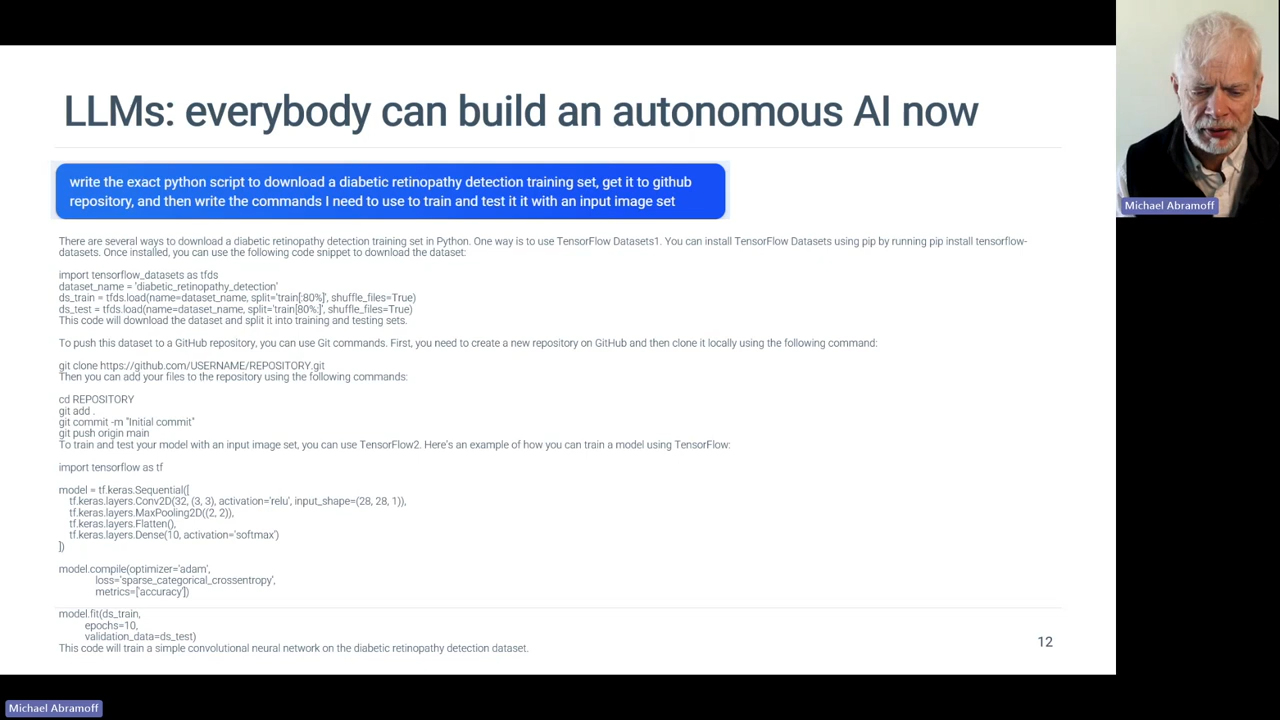 LLMs: everybody can build an autonomous AI now
write the exact python script to download a diabetic retinopathy detection training set, get it to github
repository, and then write the commands I need to use to train and test it it with an input image set
There are several ways to download a diabetic retinopathy detection training set in Python. One way is to use TensorFlow Datasets1. You can install TensorFlow Datasets using pip by running pip install tensorflow-
datasets. Once installed, you can use the following code snippet to download the dataset:
import tensorflow_datasets as tfds
dataset_name = 'diabetic_retinopathy_detection'
ds_train = tfds.load(name=dataset_name, split='train[:80%]', shuffle_files=True)
ds_test = tfds.load(name=dataset_name, split='train[80%:]', shuffle_files=True)
This code will download the dataset and split it into training and testing sets.
To push this dataset to a GitHub repository, you can use Git commands. First, you need to create a new repository on GitHub and then clone it locally using the following command:
git clone https://github.com/USERNAME/REPOSITORY.git
Then you can add your files to the repository using the following commands:
cd REPOSITORY
git add .
git commit -m "Initial commit"
git push origin main
To train and test your model with an input image set, you can use TensorFlow2. Here's an example of how you can train a model using TensorFlow:
import tensorflow as tf
model = tf.keras.Sequential([
tf.keras.layers.Conv2D(32, (3, 3), activation='relu', input_shape=(28, 28, 1)),
tf.keras.layers.MaxPooling2D((2, 2)),
tf.keras.layers.Flatten(),
tf.keras.layers.Dense(10, activation='softmax')
])
model.compile(optimizer='adam',
loss='sparse_categorical_crossentropy',
metrics=['accuracy'])
model.fit(ds_train,
epochs=10,
validation_data=ds_test)
This code will train a simple convolutional neural network on the diabetic retinopathy detection dataset.
12
Michael Abramoff
Michael Abramoff